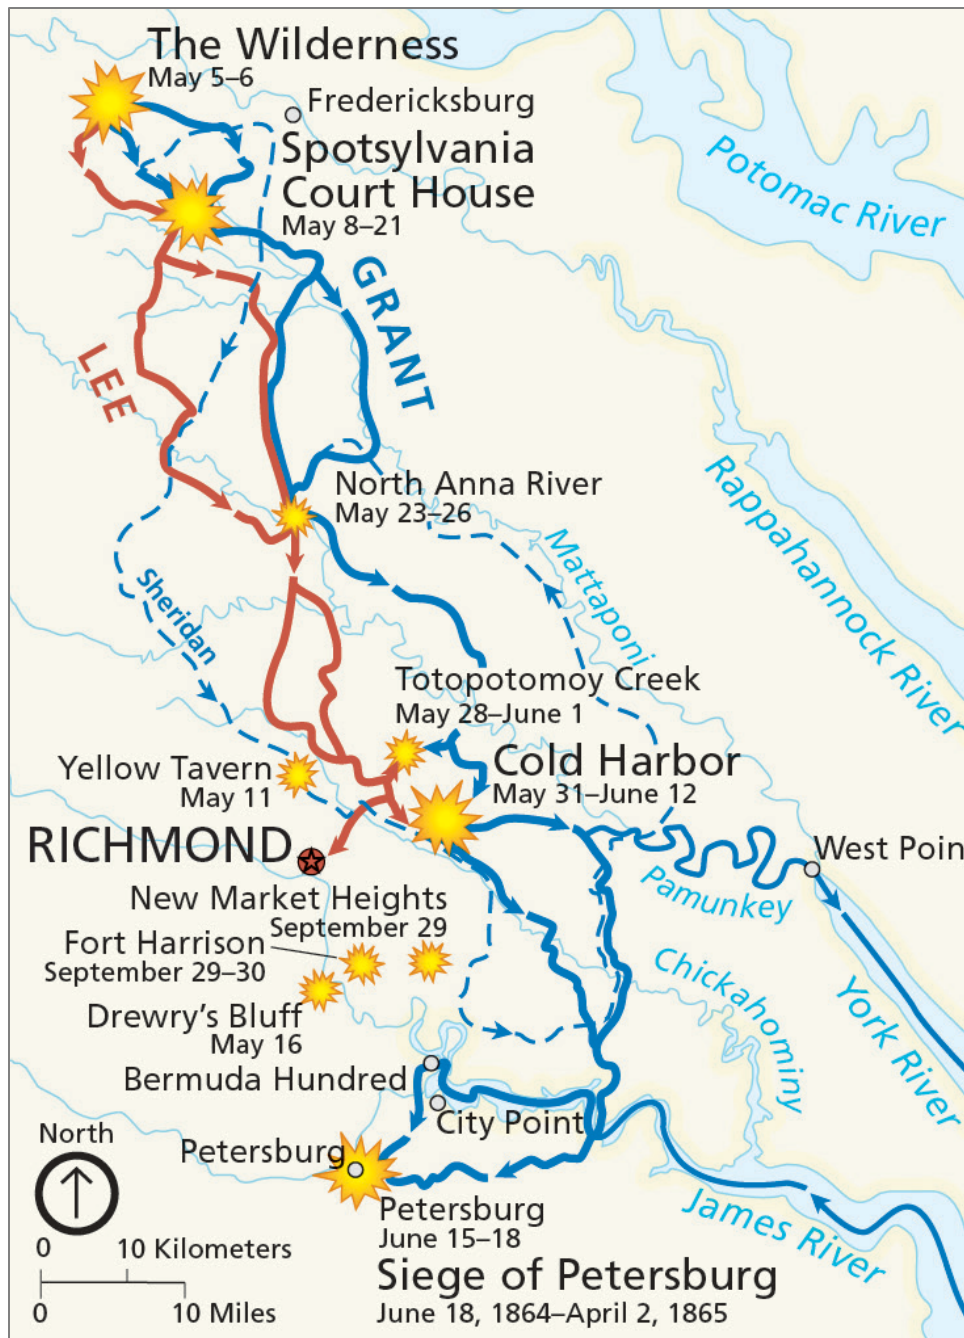 The Wilderness
May 5–6
Fredericksburg
Spotsylvania
Court House
May 8–21
Potomac River
GRANT
LEE
North Anna River
May 23–26
Rappahannock River
Mattaponi
Sheridan
Totopotomoy Creek
May 28–June 1
Yellow Tavern
May 11
Cold Harbor
May 31–June 12
RICHMOND
West Poin
New Market Heights
September 29
Pamunkey
Fort Harrison
September 29–30
Chickahominy
York River
Drewry's Bluff
May 16
Bermuda Hundred
City Point
North
Petersburg
James River
Petersburg
June 15–18
0 10 Kilometers
0 10 Miles
Siege of Petersburg
June 18, 1864–April 2, 1865